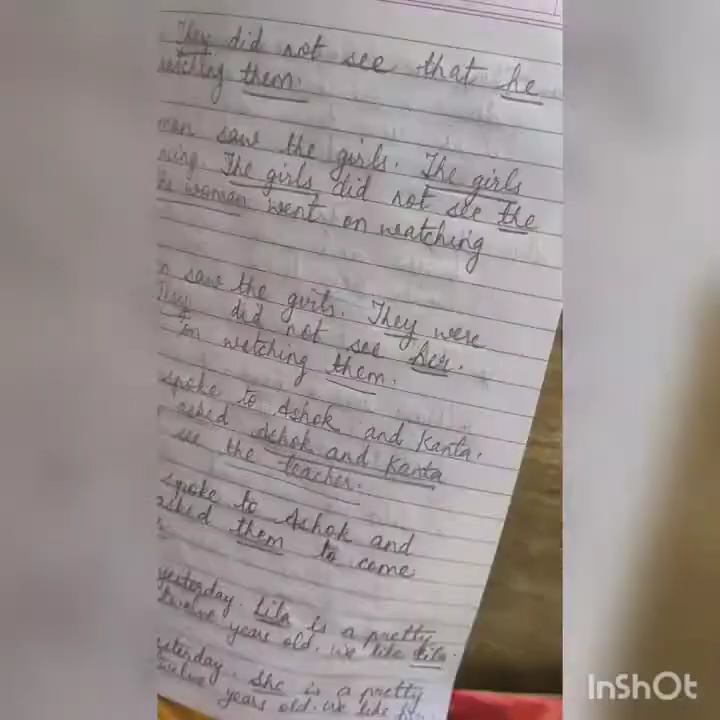 They did not see that he
watching them.
man saw the girls. The girls
The girls did not see the
woman went on watching
saw the girls. They were
They did not see her.
on watching them.
spoke to Ashok and Kanta.
asked Ashok and Kanta
see the teacher.
spoke to Ashok and
asked them to come
yesterday. Lila is a pretty
twelve years old. we like Lila.
yesterday. She is a pretty
twelve years old. we like
InShOt